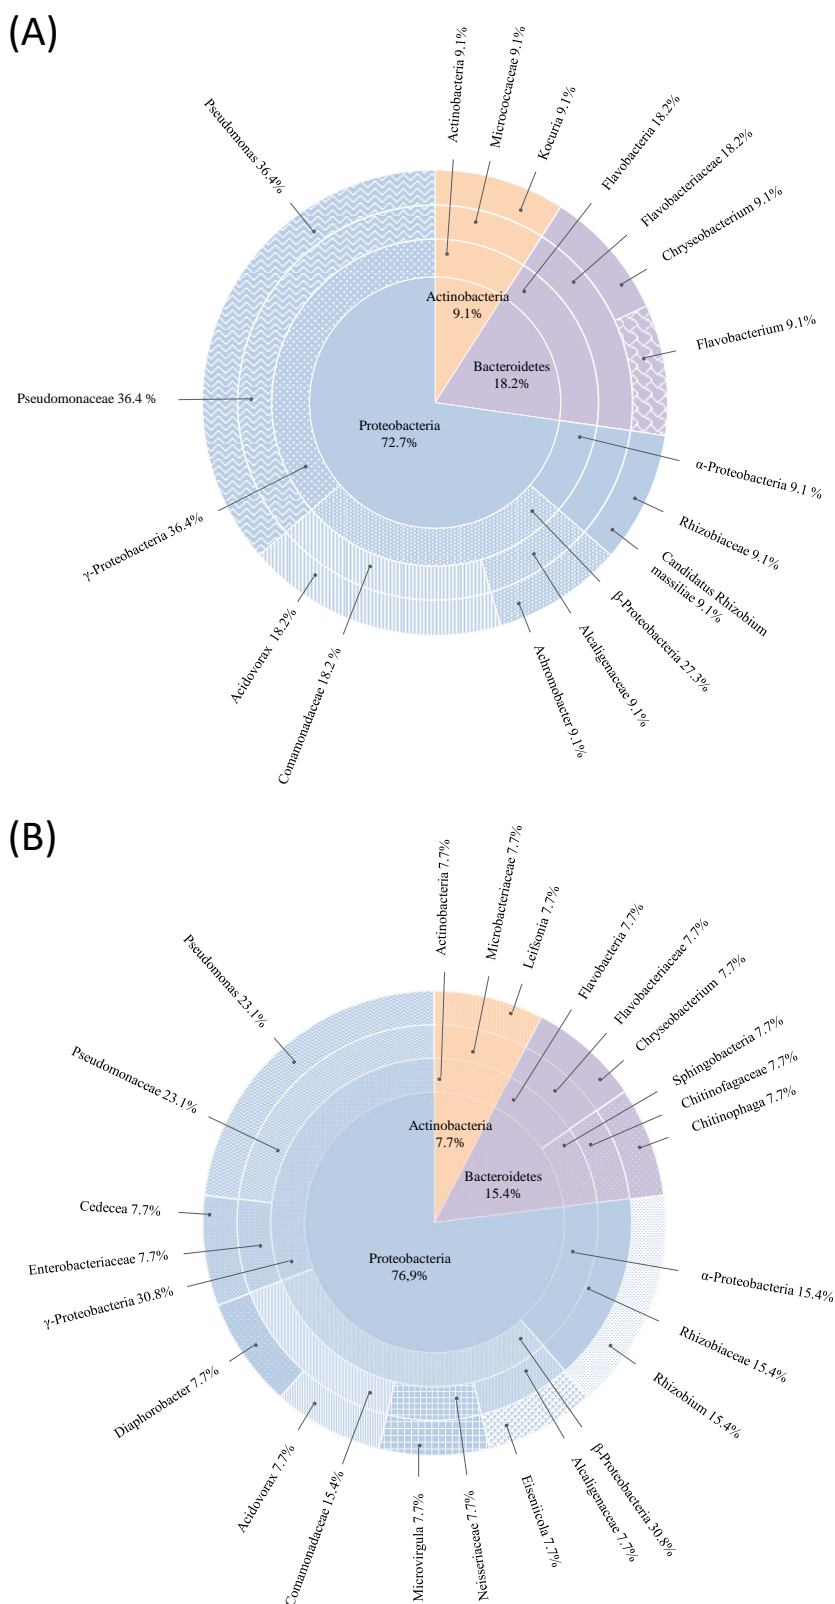 (A)
Actinobacteria 9.1%
Micrococcaceae 9.1%
Kocuria 9.1%
Flavobacteria 18.2%
Flavobacteriaceae 18.2%
Chryseobacterium 9.1%
Flavobacterium 9.1%
Pseudomonas 36.4%
Actinobacteria
9.1%
Bacteroidetes
18.2%
Proteobacteria
72.7%
Pseudomonaceae 36.4 %
α-Proteobacteria 9.1 %
Rhizobiaceae 9.1%
Candidatus Rhizobium
massiliae 9.1%
β-Proteobacteria 27.3%
Alcaligenaceae 9.1%
Achromobacter 9.1%
Comamonadaceae 18.2 %
Acidovorax  18.2%
γ-Proteobacteria 36.4%
(B)
Actinobacteria 7.7%
Microbacteriaceae 7.7%
Leifsonia 7.7%
Flavobacteria 7.7%
Flavobacteriaceae 7.7%
Chryseobacterium  7.7%
Sphingobacteria 7.7%
Chitinofagaceae 7.7%
Chitinophaga 7.7%
Pseudomonas 23.1%
Pseudomonaceae 23.1%
Actinobacteria
7.7%
Bacteroidetes
15.4%
Proteobacteria
76,9%
Cedecea 7.7%
Enterobacteriaceae 7.7%
γ-Proteobacteria 30.8%
α-Proteobacteria 15.4%
Rhizobiaceae 15.4%
Rhizobium 15.4%
β-Proteobacteria 30.8%
Alcaligenaceae 7.7%
Eiseniicola 7.7%
Neisseriaceae 7.7%
Microvirgula 7.7%
Comamonadaceae 15.4%
Acidovorax 7.7%
Diaphorobacter 7.7%